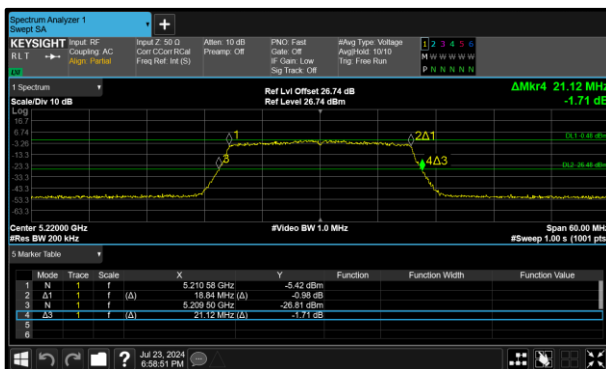 Spectrum Analyzer 1
Swept SA
KEYSIGHT Input: RF Input Z: 50 Ω Atten: 10 dB PNO: Fast #Avg Type: Voltage 1 2 3 4 5 6
RLT Coupling: AC Corr CCorr RCal Preamp: Off Gate: Off Avg|Hold: 10/10 M W W W W W
Align: Partial Freq Ref: Int (S) IF Gain: Low Trig: Free Run P N N N N N
Sig Track: Off
1 Spectrum Ref Lvl Offset 26.74 dB ΔMkr4 21.12 MHz
Scale/Div 10 dB Ref Level 26.74 dBm -1.71 dB
Log
16.7
6.74 1 2Δ1 DL1 -0.48 dBm
-3.26
-13.3 3 4Δ3
-23.3 DL2 -26.48 dBm
-33.3
-43.3
-53.3
-63.3
Center 5.22000 GHz #Video BW 1.0 MHz Span 60.00 MHz
#Res BW 200 kHz #Sweep 1.00 s (1001 pts)
5 Marker Table
Mode Trace Scale X Y Function Function Width Function Value
1 N 1 f 5.210 58 GHz -5.42 dBm
2 Δ1 1 f (Δ) 18.84 MHz (Δ) -0.98 dB
3 N 1 f 5.209 50 GHz -26.81 dBm
4 Δ3 1 f (Δ) 21.12 MHz (Δ) -1.71 dB
5
6
? Jul 23, 2024
6:58:51 PM